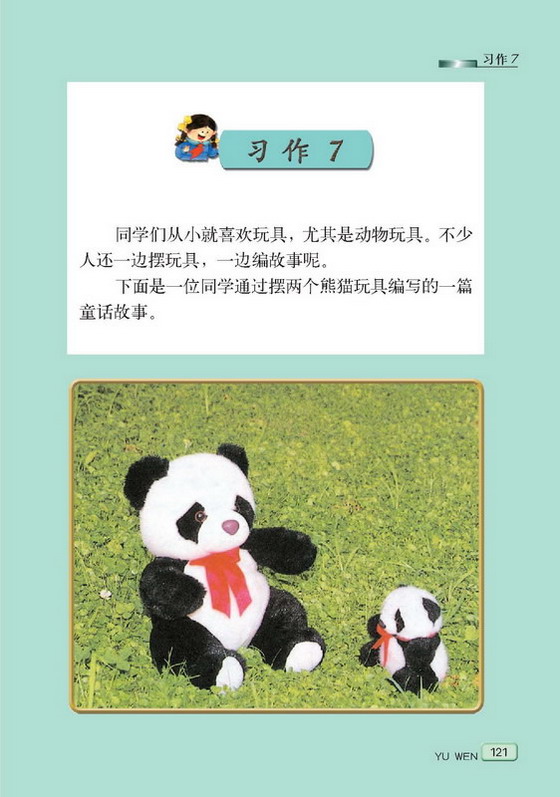 习作7
习 作 7
同学们从小就喜欢玩具，尤其是动物玩具。不少
人还一边摆玩具，一边编故事呢。
下面是一位同学通过摆两个熊猫玩具编写的一篇
童话故事。
YU WEN 121